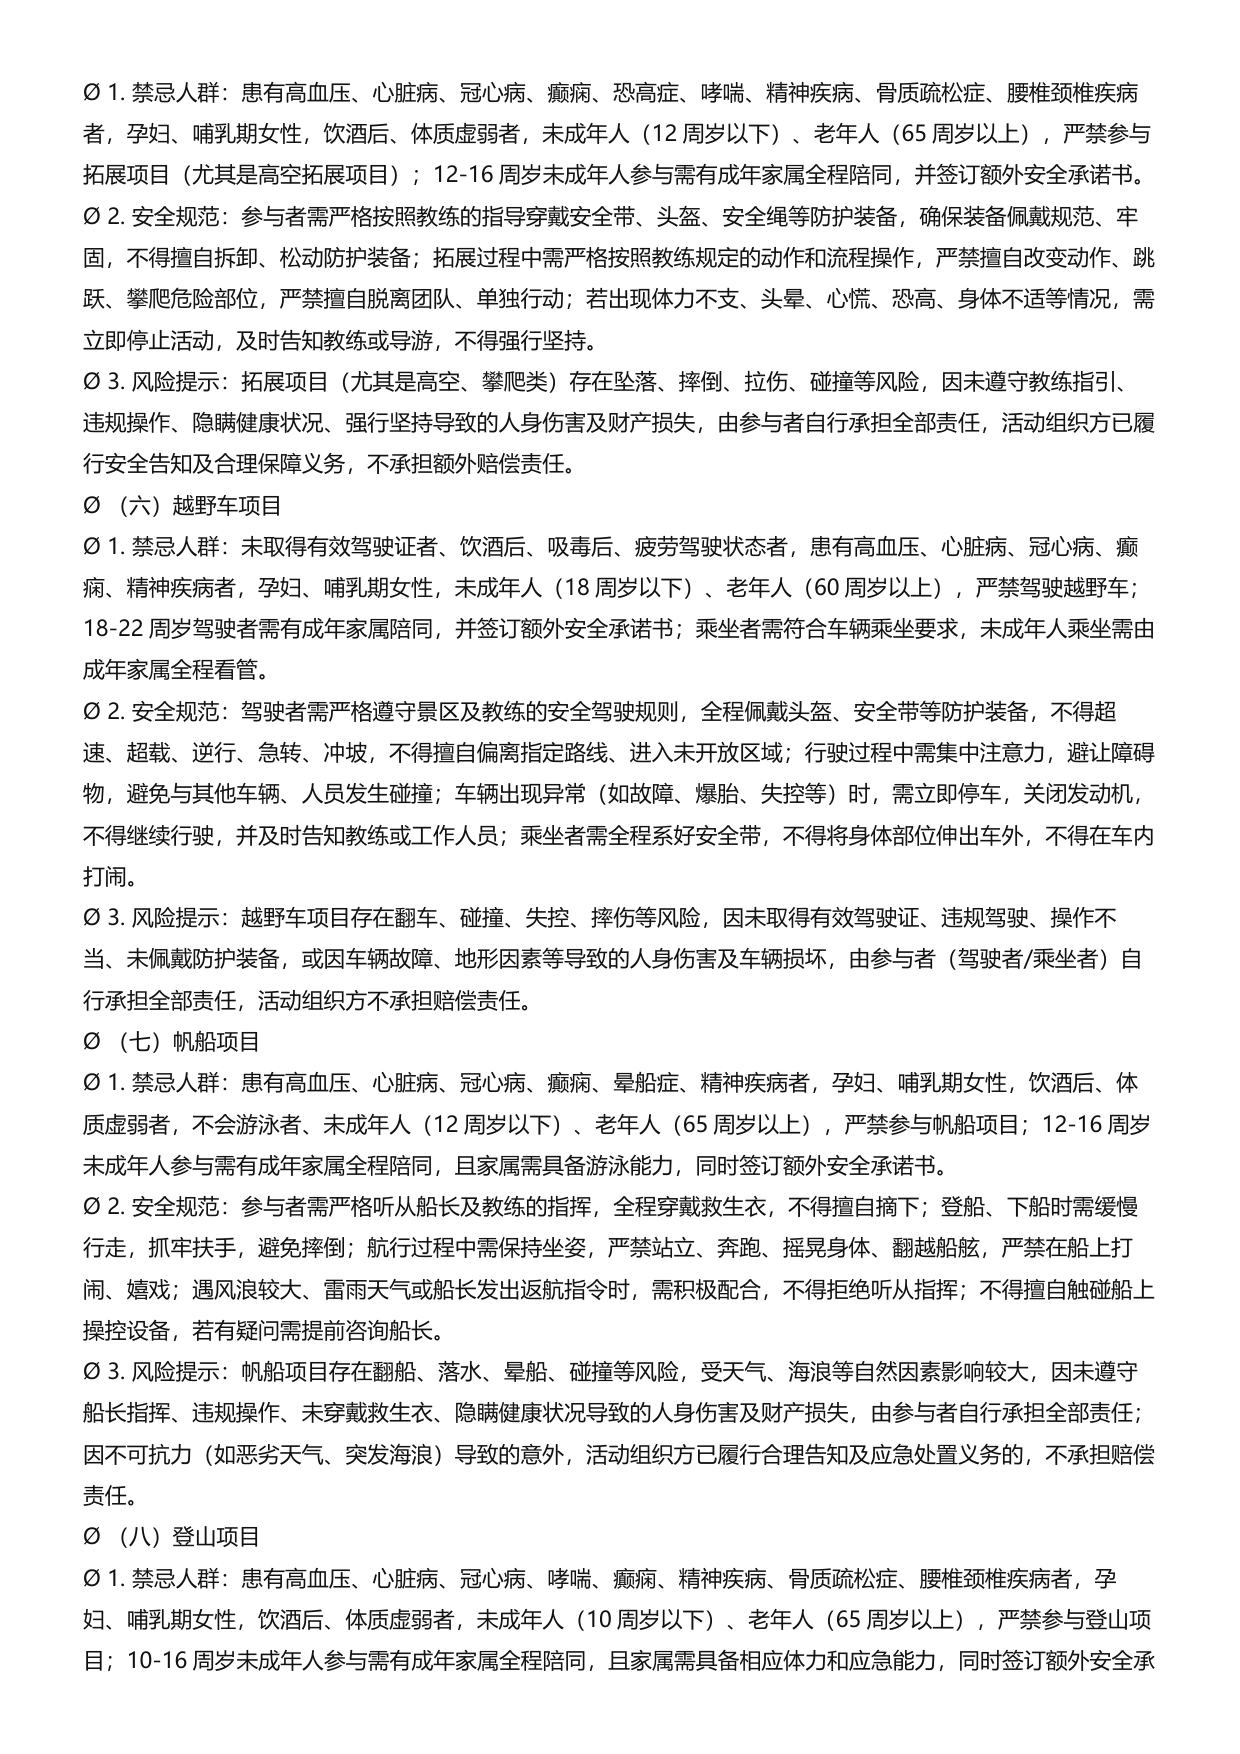 Ø 1. 禁忌人群：患有高血压、心脏病、冠心病、癫痫、恐高症、哮喘、精神疾病、骨质疏松症、腰椎颈椎疾病
者，孕妇、哺乳期女性，饮酒后、体质虚弱者，未成年人（12 周岁以下）、老年人（65 周岁以上），严禁参与
拓展项目（尤其是高空拓展项目）；12-16 周岁未成年人参与需有成年家属全程陪同，并签订额外安全承诺书。
Ø 2. 安全规范：参与者需严格按照教练的指导穿戴安全带、头盔、安全绳等防护装备，确保装备佩戴规范、牢
固，不得擅自拆卸、松动防护装备；拓展过程中需严格按照教练规定的动作和流程操作，严禁擅自改变动作、跳
跃、攀爬危险部位，严禁擅自脱离团队、单独行动；若出现体力不支、头晕、心慌、恐高、身体不适等情况，需
立即停止活动，及时告知教练或导游，不得强行坚持。
Ø 3. 风险提示：拓展项目（尤其是高空、攀爬类）存在坠落、摔倒、拉伤、碰撞等风险，因未遵守教练指引、
违规操作、隐瞒健康状况、强行坚持导致的人身伤害及财产损失，由参与者自行承担全部责任，活动组织方已履
行安全告知及合理保障义务，不承担额外赔偿责任。
Ø （六）越野车项目
Ø 1. 禁忌人群：未取得有效驾驶证者、饮酒后、吸毒后、疲劳驾驶状态者，患有高血压、心脏病、冠心病、癫
痫、精神疾病者，孕妇、哺乳期女性，未成年人（18 周岁以下）、老年人（60 周岁以上），严禁驾驶越野车；
18-22 周岁驾驶者需有成年家属陪同，并签订额外安全承诺书；乘坐者需符合车辆乘坐要求，未成年人乘坐需由
成年家属全程看管。
Ø 2. 安全规范：驾驶者需严格遵守景区及教练的安全驾驶规则，全程佩戴头盔、安全带等防护装备，不得超
速、超载、逆行、急转、冲坡，不得擅自偏离指定路线、进入未开放区域；行驶过程中需集中注意力，避让障碍
物，避免与其他车辆、人员发生碰撞；车辆出现异常（如故障、爆胎、失控等）时，需立即停车，关闭发动机，
不得继续行驶，并及时告知教练或工作人员；乘坐者需全程系好安全带，不得将身体部位伸出车外，不得在车内
打闹。
Ø 3. 风险提示：越野车项目存在翻车、碰撞、失控、摔伤等风险，因未取得有效驾驶证、违规驾驶、操作不
当、未佩戴防护装备，或因车辆故障、地形因素等导致的人身伤害及车辆损坏，由参与者（驾驶者/乘坐者）自
行承担全部责任，活动组织方不承担赔偿责任。
Ø （七）帆船项目
Ø 1. 禁忌人群：患有高血压、心脏病、冠心病、癫痫、晕船症、精神疾病者，孕妇、哺乳期女性，饮酒后、体
质虚弱者，不会游泳者、未成年人（12 周岁以下）、老年人（65 周岁以上），严禁参与帆船项目；12-16 周岁
未成年人参与需有成年家属全程陪同，且家属需具备游泳能力，同时签订额外安全承诺书。
Ø 2. 安全规范：参与者需严格听从船长及教练的指挥，全程穿戴救生衣，不得擅自摘下；登船、下船时需缓慢
行走，抓牢扶手，避免摔倒；航行过程中需保持坐姿，严禁站立、奔跑、摇晃身体、翻越船舷，严禁在船上打
闹、嬉戏；遇风浪较大、雷雨天气或船长发出返航指令时，需积极配合，不得拒绝听从指挥；不得擅自触碰船上
操控设备，若有疑问需提前咨询船长。
Ø 3. 风险提示：帆船项目存在翻船、落水、晕船、碰撞等风险，受天气、海浪等自然因素影响较大，因未遵守
船长指挥、违规操作、未穿戴救生衣、隐瞒健康状况导致的人身伤害及财产损失，由参与者自行承担全部责任；
因不可抗力（如恶劣天气、突发海浪）导致的意外，活动组织方已履行合理告知及应急处置义务的，不承担赔偿
责任。
Ø （八）登山项目
Ø 1. 禁忌人群：患有高血压、心脏病、冠心病、哮喘、癫痫、精神疾病、骨质疏松症、腰椎颈椎疾病者，孕
妇、哺乳期女性，饮酒后、体质虚弱者，未成年人（10 周岁以下）、老年人（65 周岁以上），严禁参与登山项
目；10-16 周岁未成年人参与需有成年家属全程陪同，且家属需具备相应体力和应急能力，同时签订额外安全承